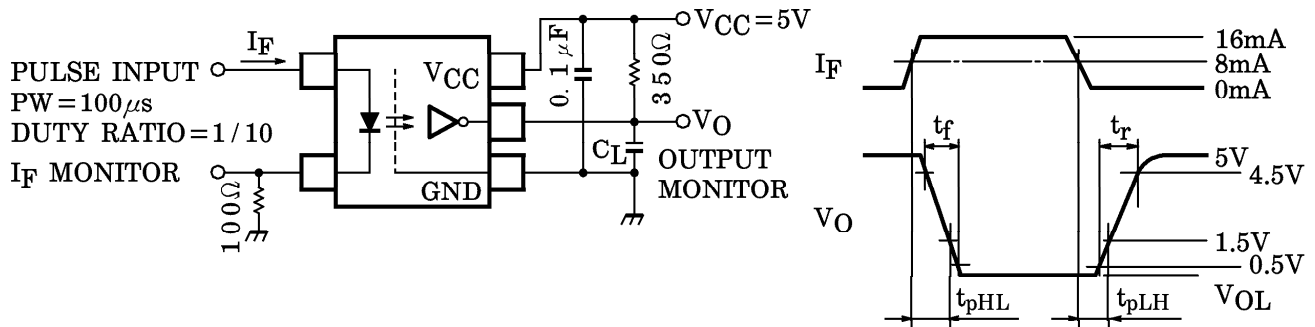 PULSE INPUT
PW=100μs
DUTY RATIO=1/10
IF MONITOR
100Ω
IF
VCC
GND
0.1μF
350Ω
CL
VCC=5V
VO
OUTPUT
MONITOR
IF
16mA
8mA
0mA
tf
tr
VO
5V
4.5V
1.5V
0.5V
VOL
tpHL
tpLH